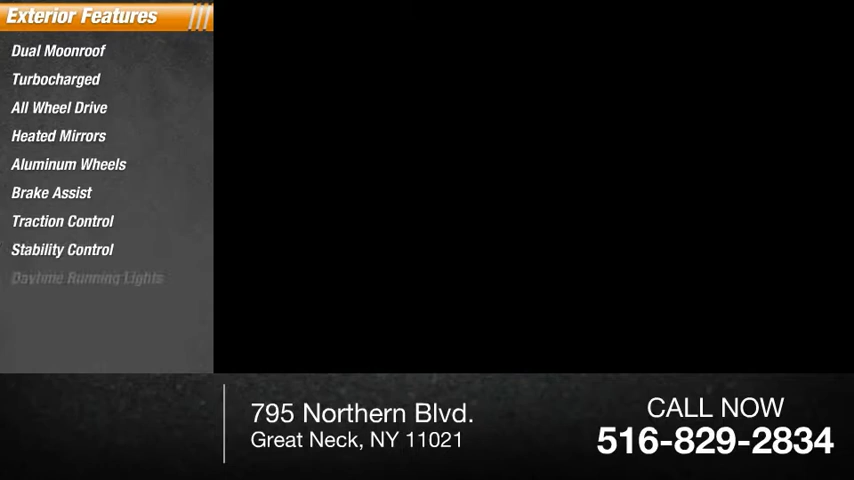 Exterior Features
Dual Moonroof
Turbocharged
All Wheel Drive
Heated Mirrors
Aluminum Wheels
Brake Assist
Traction Control
Stability Control
Daytime Running Lights
795 Northern Blvd.
Great Neck, NY 11021
CALL NOW
516-829-2834